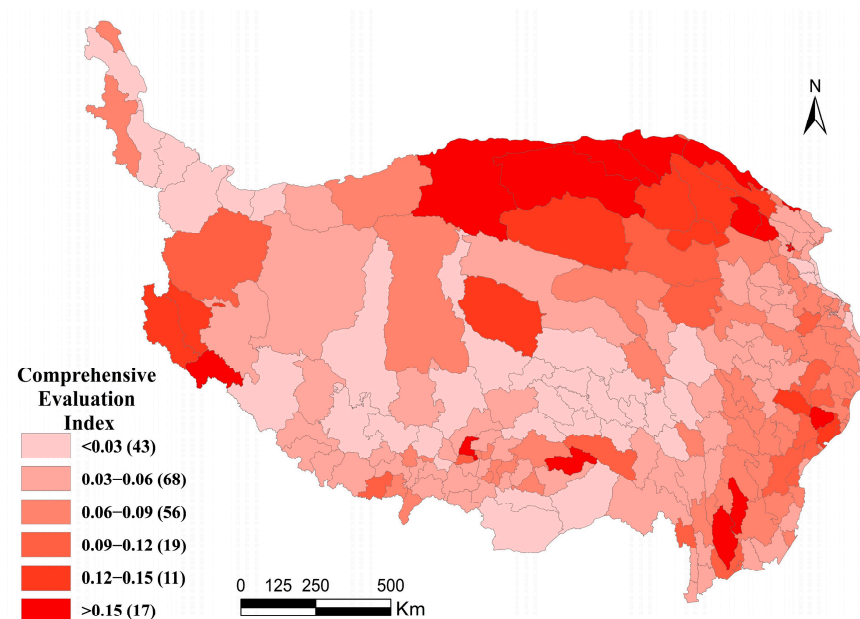 N
Comprehensive
Evaluation
Index
<0.03 (43)
0.03−0.06 (68)
0.06−0.09 (56)
0.09−0.12 (19)
0.12−0.15 (11)
>0.15 (17)
0 125 250 500
Km